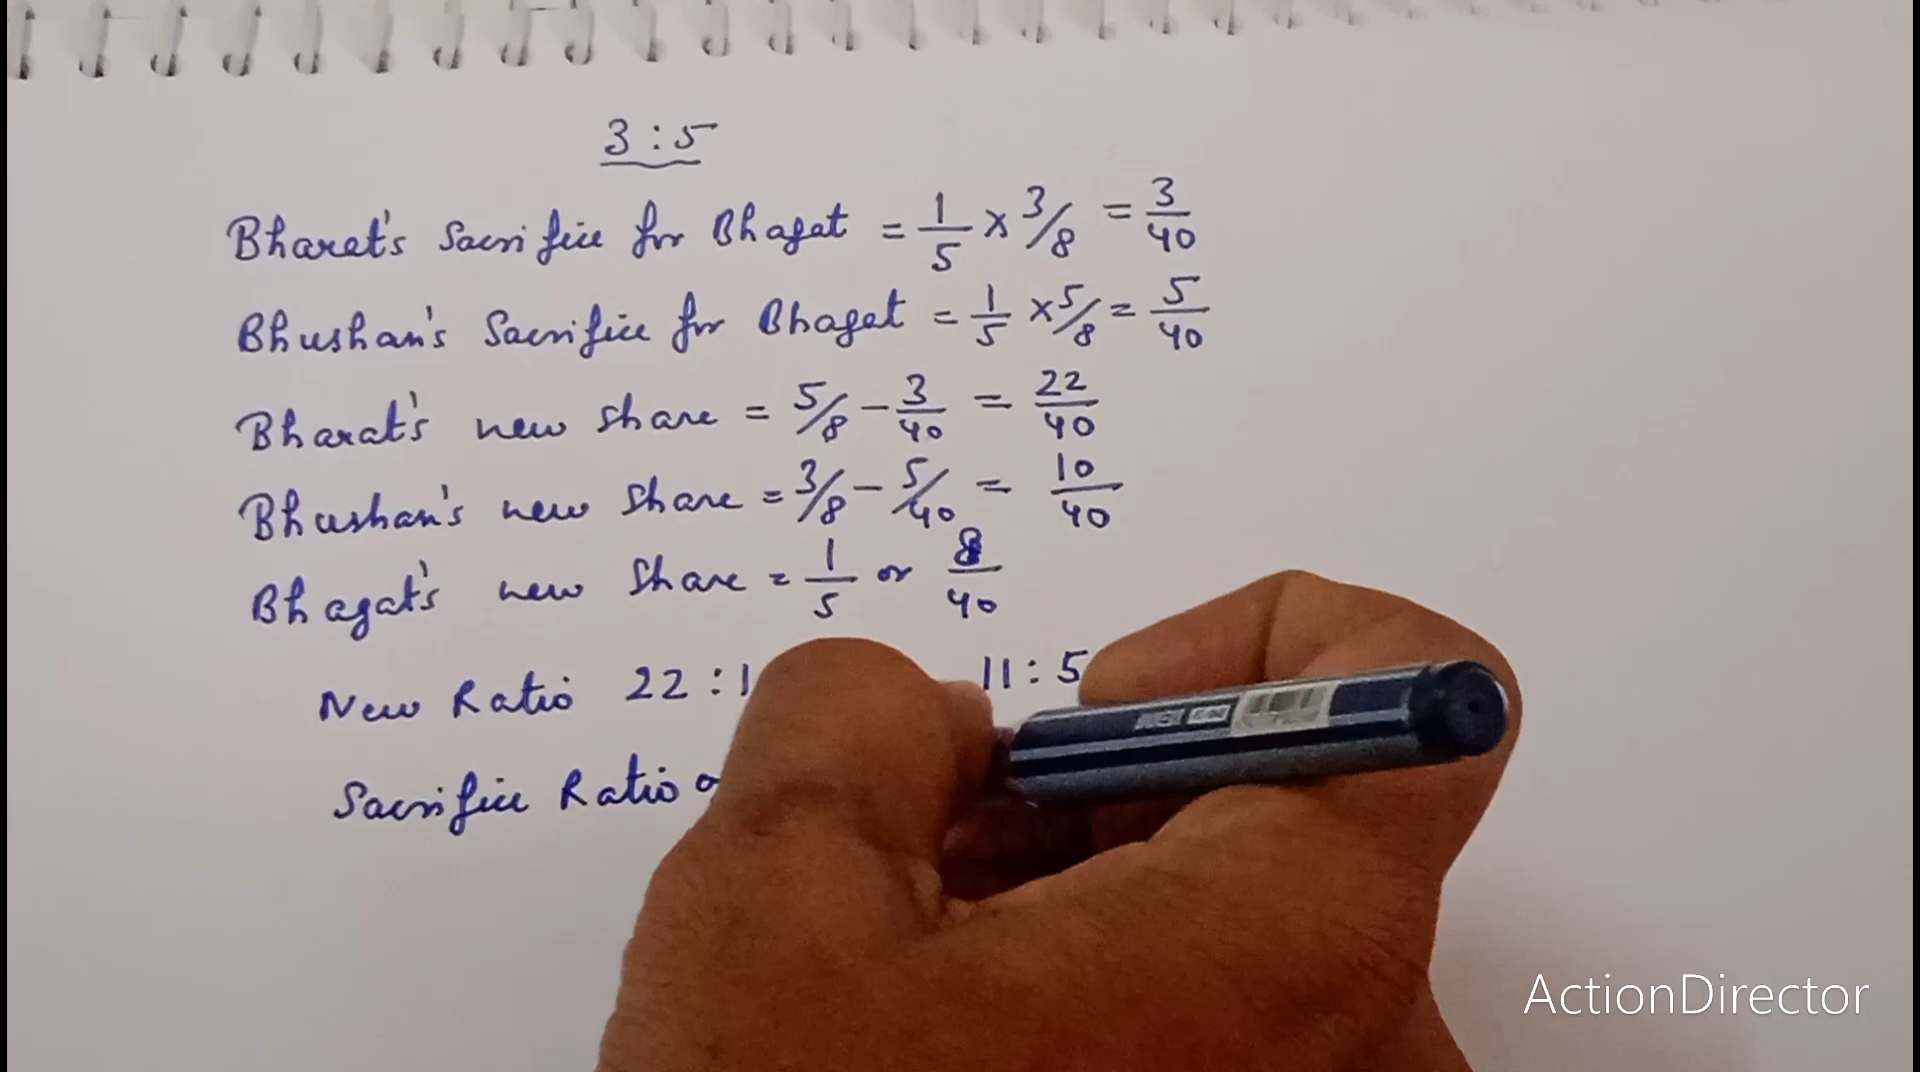 3 : 5
Bharat's Sacrifice for Bhagat = 1/5 × 3/8 = 3/40
Bhushan's Sacrifice for Bhagat = 1/5 × 5/8 = 5/40
Bharat's new share = 5/8 − 3/40 = 22/40
Bhushan's new share = 3/8 − 5/40 = 10/40
Bhagat's new share = 1/5 or 8/40
New Ratio 22 : 1 11 : 5
Sacrifice Ratio
ActionDirector